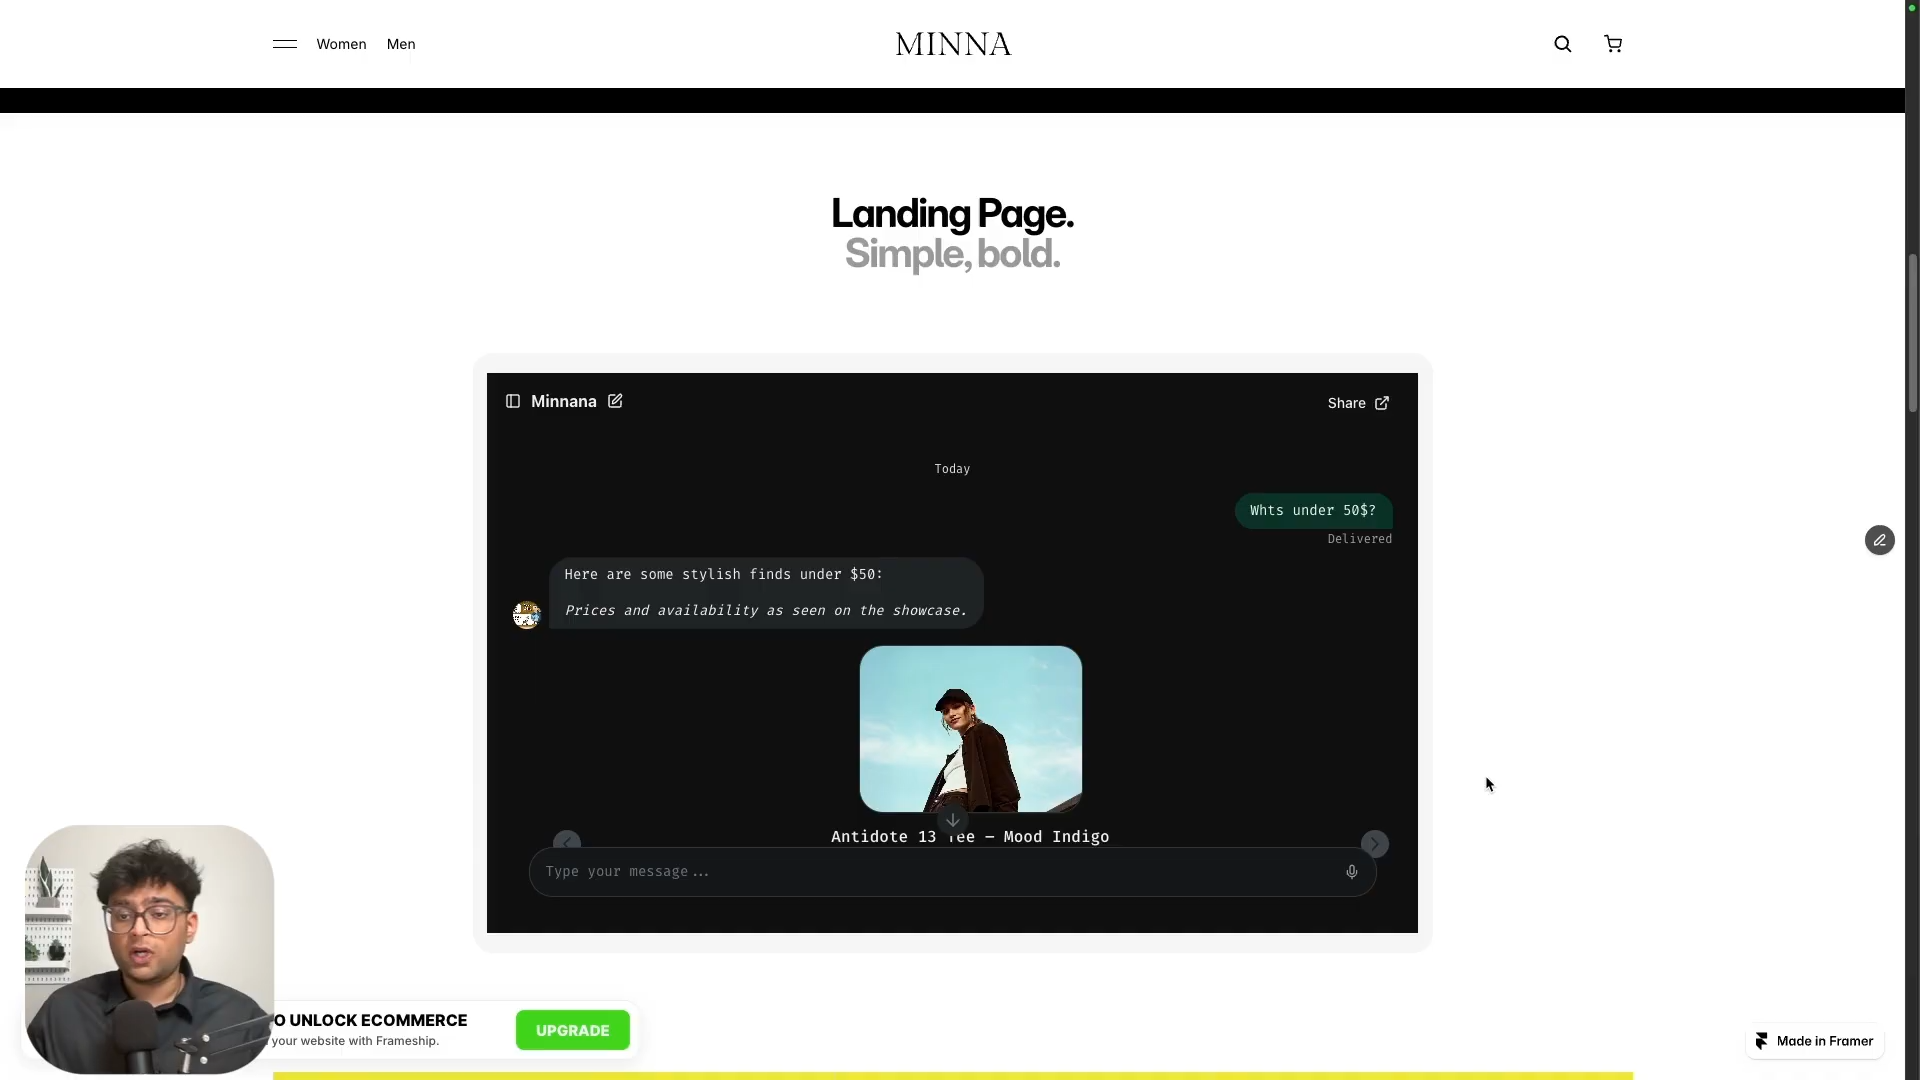 Women Men
MINNA
Landing Page.
Simple, bold.
Minnana
Share
Today
Whts under 50$?
Delivered
Here are some stylish finds under $50:
Prices and availability as seen on the showcase.
Antidote 13 Tee – Mood Indigo
Type your message...
O UNLOCK ECOMMERCE
your website with Frameship.
UPGRADE
Made in Framer